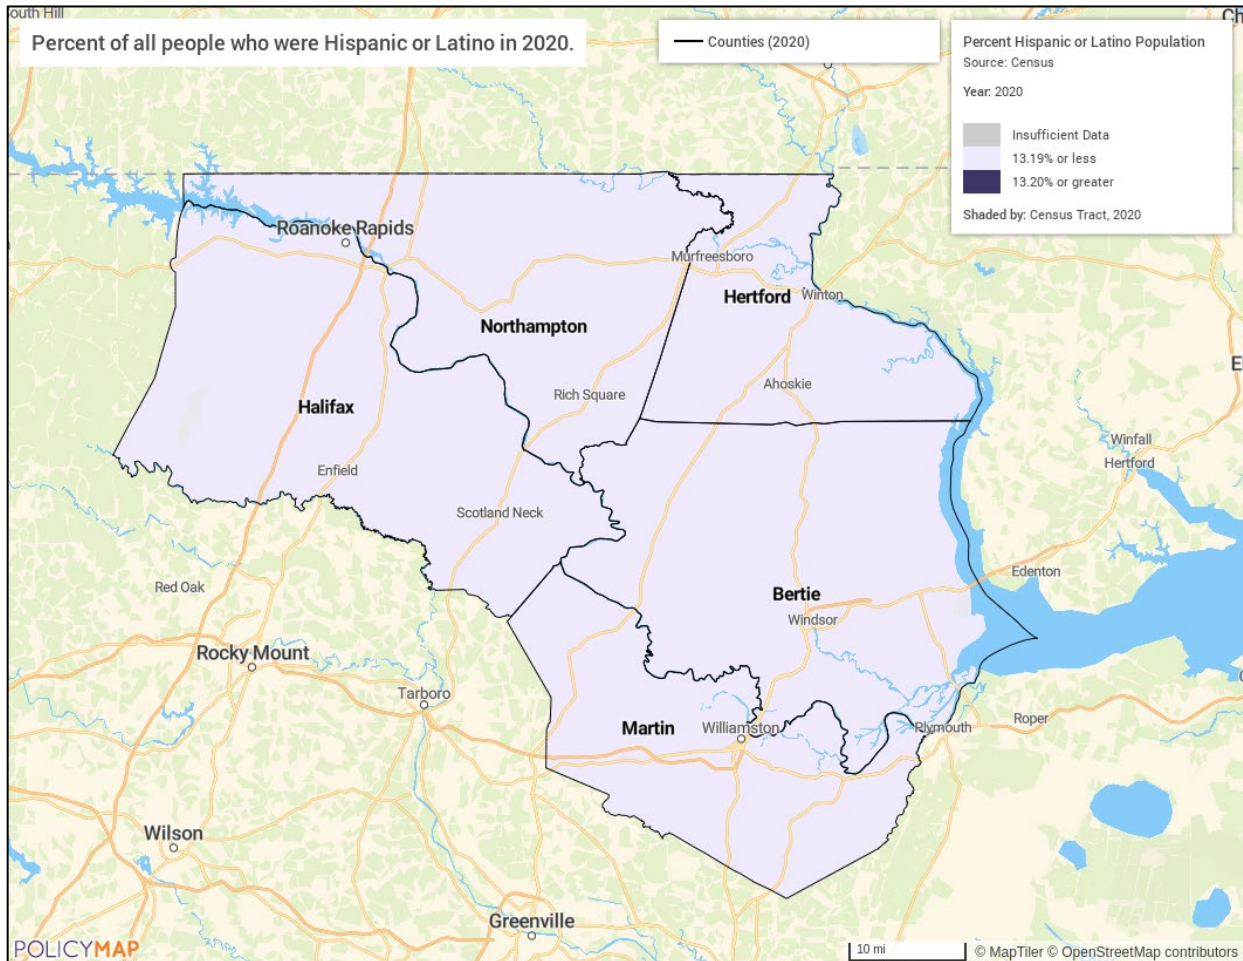 outh Hill
Ch
Percent of all people who were Hispanic or Latino in 2020.
Counties (2020)
Percent Hispanic or Latino Population
Source: Census
Year: 2020
Insufficient Data
13.19% or less
13.20% or greater
Shaded by: Census Tract, 2020
Roanoke Rapids
Murfreesboro
Hertford
Winton
Northampton
E
Rich Square
Ahoskie
Halifax
Winfall
Hertford
Enfield
Scotland Neck
Edenton
Red Oak
Bertie
Windsor
Rocky Mount
Tarboro
Martin
Williamston
Plymouth
Roper
Wilson
Greenville
POLICYMAP
10 mi
© MapTiler © OpenStreetMap contributors